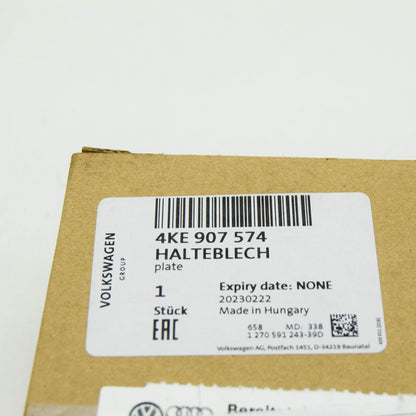 VOLKSWAGEN
GROUP
4KE 907 574
HALTEBLECH
plate
1
Stück
EAC
Expiry date: NONE
20230222
Made in Hungary
658 MD: 338
1 270 591 243-39D
Volkswagen AG, Postfach 1451, D-34219 Baunatal